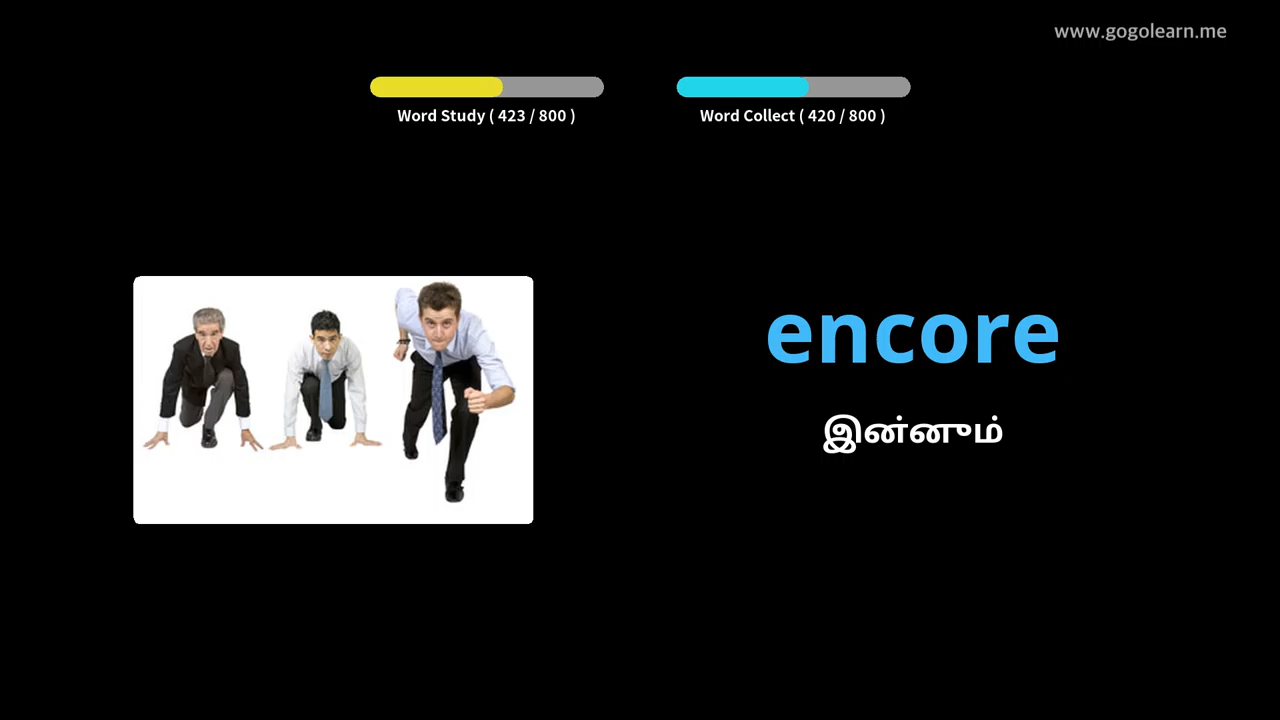 www.gogolearn.me
Word Study ( 423 / 800 )
Word Collect ( 420 / 800 )
encore
இன்னும்